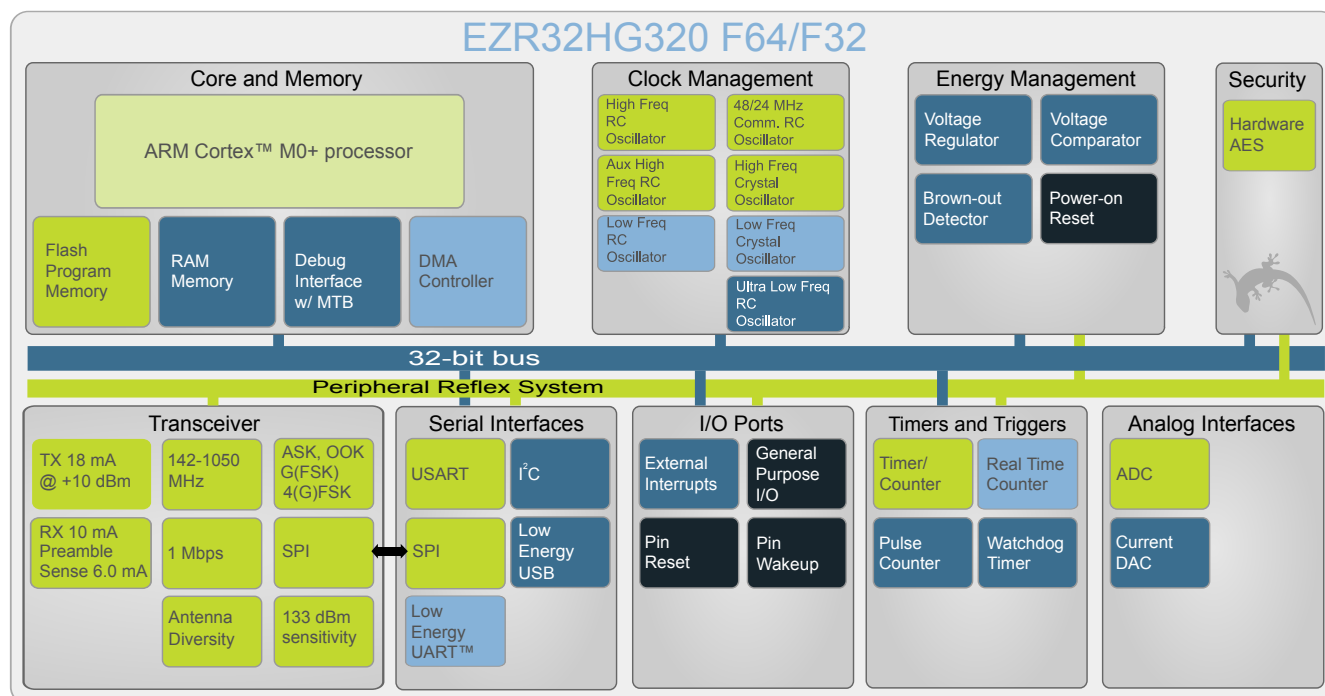 EZR32HG320 F64/F32
Core and Memory
ARM Cortex™ M0+ processor
Flash
Program
Memory
RAM
Memory
Debug
Interface
w/ MTB
DMA
Controller
Clock Management
High Freq
RC
Oscillator
48/24 MHz
Comm. RC
Oscillator
Aux High
Freq RC
Oscillator
High Freq
Crystal
Oscillator
Low Freq
RC
Oscillator
Low Freq
Crystal
Oscillator
Ultra Low Freq
RC
Oscillator
Energy Management
Voltage
Regulator
Voltage
Comparator
Brown-out
Detector
Power-on
Reset
Security
Hardware
AES
32-bit bus
Peripheral Reflex System
Transceiver
TX 18 mA
@ +10 dBm
142-1050
MHz
ASK, OOK
G(FSK)
4(G)FSK
RX 10 mA
Preamble
Sense 6.0 mA
1 Mbps
SPI
Antenna
Diversity
133 dBm
sensitivity
Serial Interfaces
USART
I²C
SPI
Low
Energy
USB
Low
Energy
UART™
I/O Ports
External
Interrupts
General
Purpose
I/O
Pin
Reset
Pin
Wakeup
Timers and Triggers
Timer/
Counter
Real Time
Counter
Pulse
Counter
Watchdog
Timer
Analog Interfaces
ADC
Current
DAC